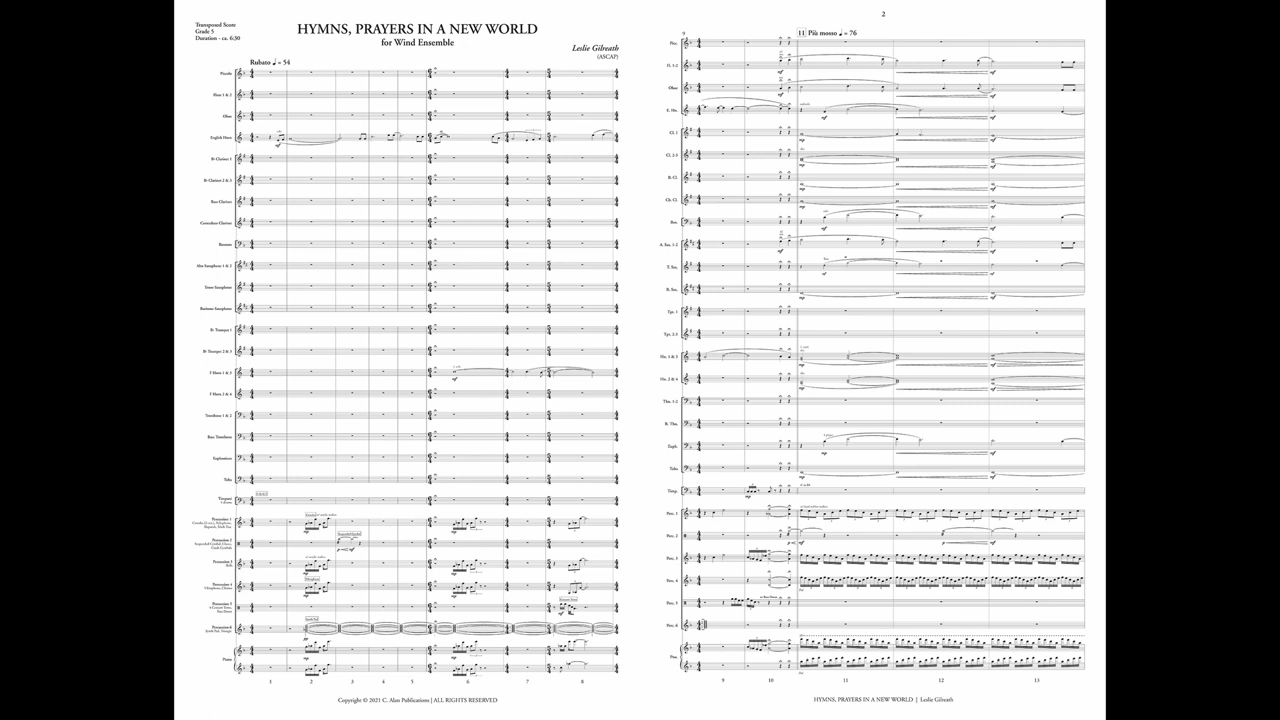 Transposed Score
Grade 5
Duration - ca. 6:30
HYMNS, PRAYERS IN A NEW WORLD
for Wind Ensemble
Leslie Gilreath
(ASCAP)
Rubato ♩ = 54
Piccolo
Flute 1 & 2
Oboe
English Horn
B♭ Clarinet 1
B♭ Clarinet 2 & 3
Bass Clarinet
Contrabass Clarinet
Bassoon
Alto Saxophone 1 & 2
Tenor Saxophone
Baritone Saxophone
B♭ Trumpet 1
B♭ Trumpet 2 & 3
F Horn 1 & 3
F Horn 2 & 4
Trombone 1 & 2
Bass Trombone
Euphonium
Tuba
Timpani
Percussion 1
Percussion 2
Percussion 3
Percussion 4
Percussion 5
Percussion 6
Piano
1 2 3 4 5 6 7 8
Copyright © 2021 C. Alan Publications | ALL RIGHTS RESERVED
2
9
11 Più mosso ♩ = 76
Picc.
Fl. 1-2
Oboe
E. Hn.
Cl. 1
Cl. 2-3
B. Cl.
Cb. Cl.
Bsn.
A. Sax. 1-2
T. Sax.
B. Sax.
Tpt. 1
Tpt. 2-3
Hn. 1 & 3
Hn. 2 & 4
Tbn. 1-2
B. Tbn.
Euph.
Tuba
Timp.
Perc. 1
Perc. 2
Perc. 3
Perc. 4
Perc. 5
Perc. 6
Pno.
9 10 11 12 13
HYMNS, PRAYERS IN A NEW WORLD | Leslie Gilreath